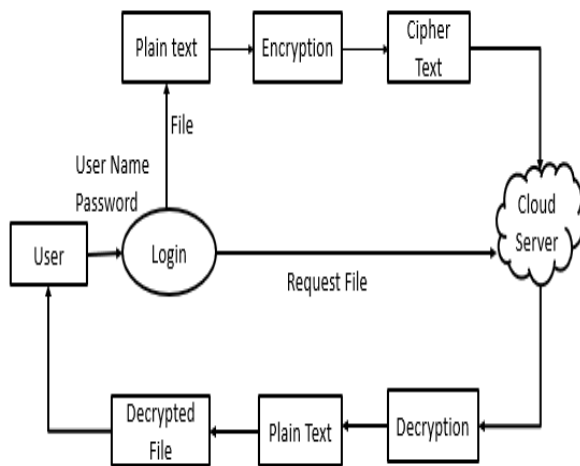 Plain text
Encryption
Cipher
Text
File
User Name
Password
User
Login
Request File
Cloud
Server
Decrypted
File
Plain Text
Decryption